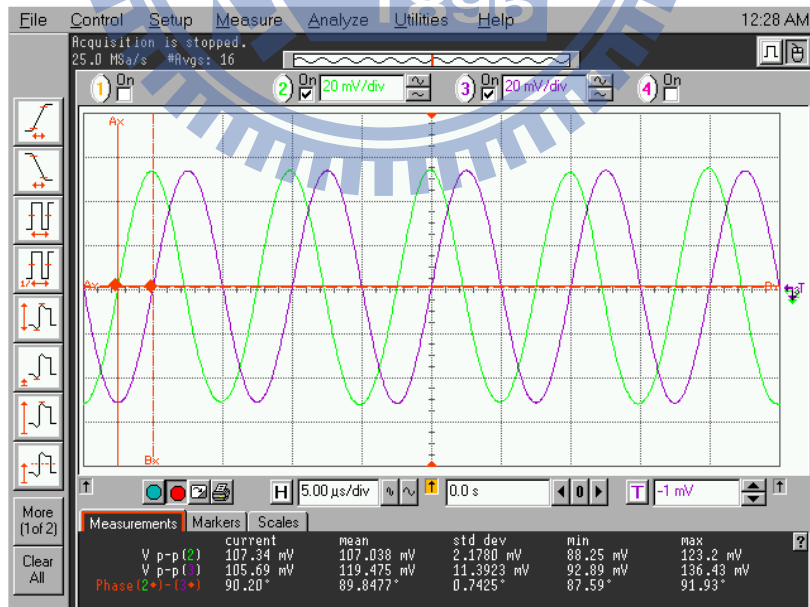 1895
File Control Setup Measure Analyze Utilities Help 12:28 AM
Acquisition is stopped.
25.0 MSa/s #Avgs: 16
1 On 2 On 20 mV/div 3 On 20 mV/div 4 On
Ax
Ax
Bx
T
H 5.00 µs/div 0.0 s 0 T -1 mV
More
(1of 2)
Clear
All
Measurements Markers Scales
current mean std dev min max
V p-p(2) 107.34 mV 107.038 mV 2.1780 mV 88.25 mV 123.2 mV
V p-p(3) 105.69 mV 119.475 mV 11.3923 mV 92.89 mV 136.43 mV
Phase(2♦)-(3♦) 90.20° 89.8477° 0.7425° 87.59° 91.93°